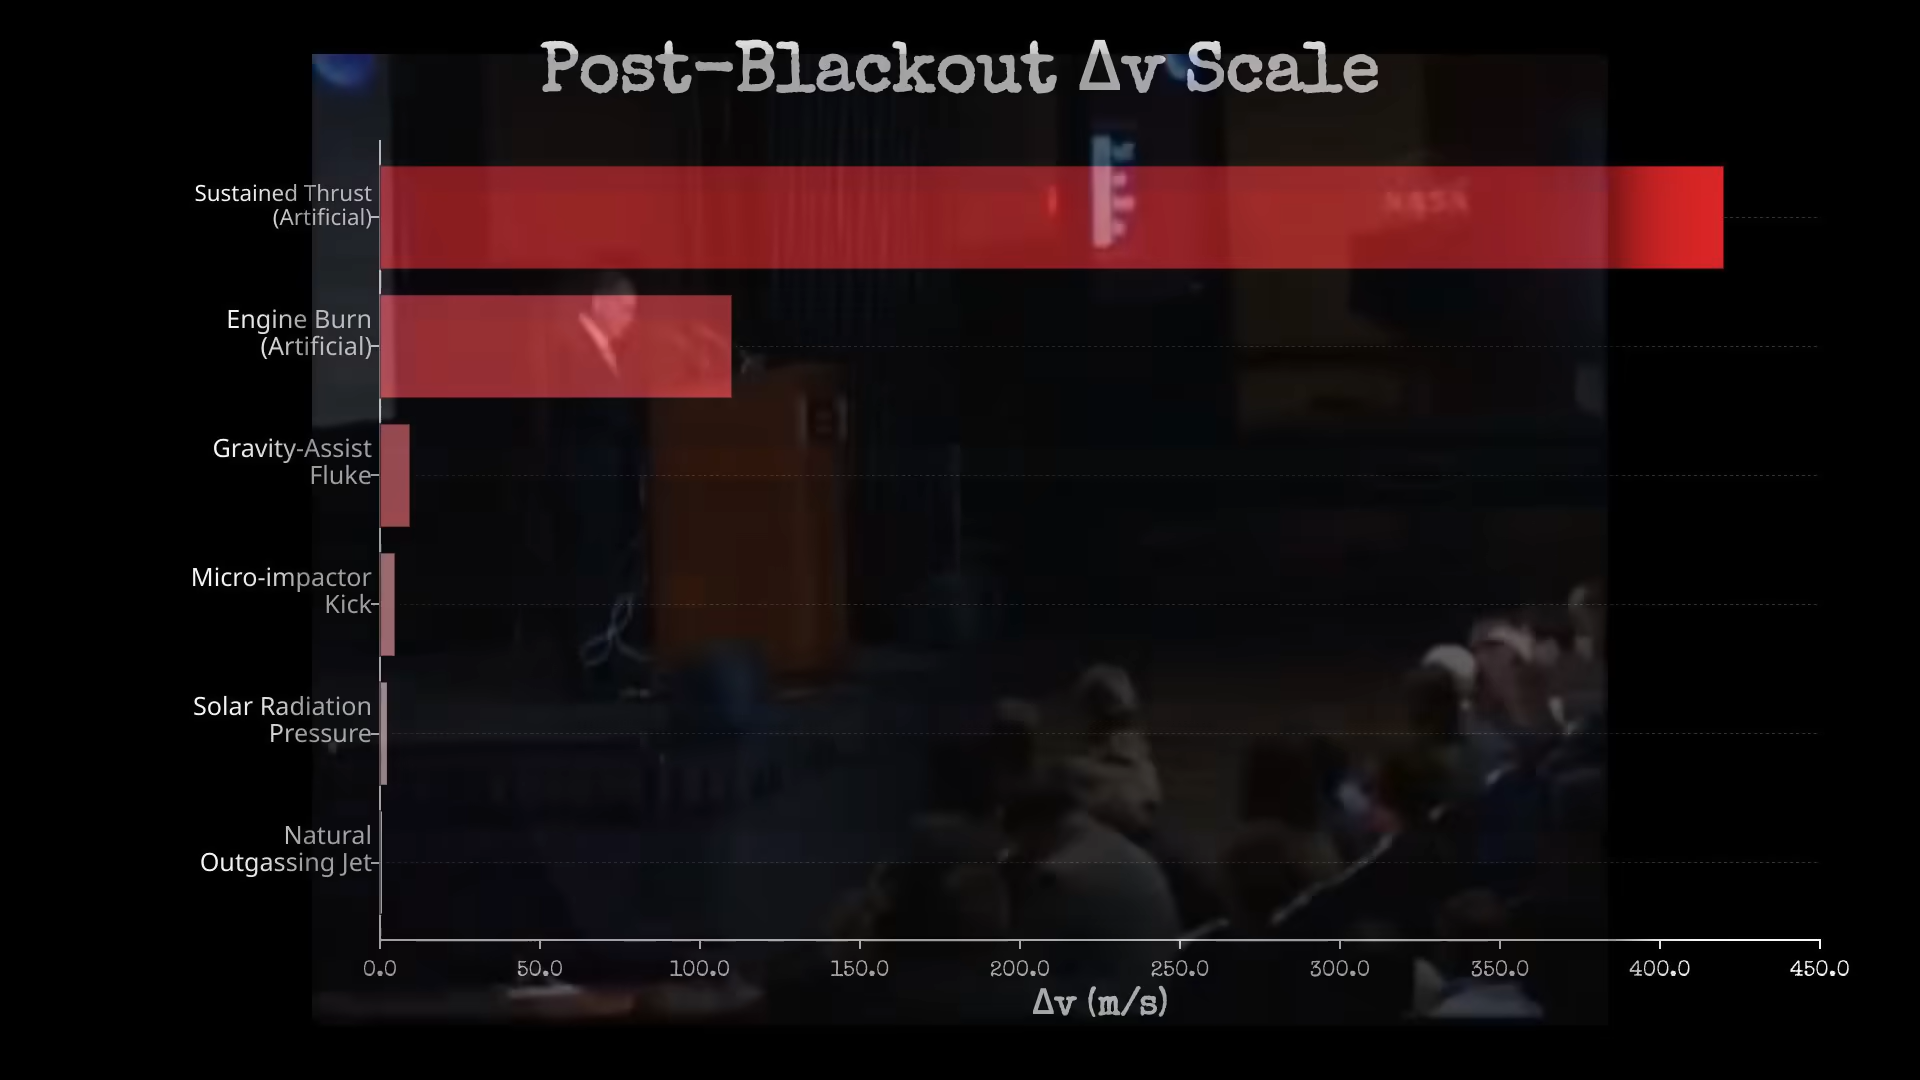 Post-Blackout Δv Scale
Sustained Thrust
(Artificial)
Engine Burn
(Artificial)
Gravity-Assist
Fluke
Micro-impactor
Kick
Solar Radiation
Pressure
Natural
Outgassing Jet
0.0 50.0 100.0 150.0 200.0 250.0 300.0 350.0 400.0 450.0
Δv (m/s)